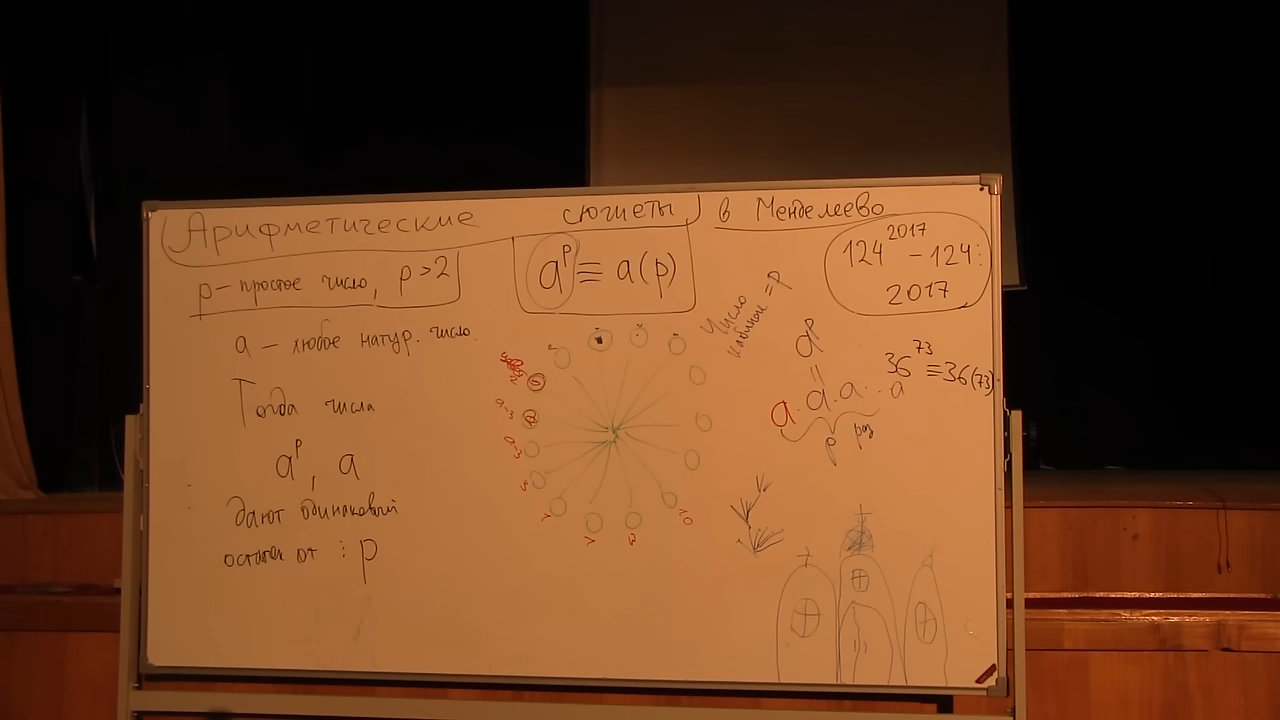 Арифметические сюжеты в Менделеево
p – простое число, p > 2
a^p ≡ a (p)
124^2017 – 124 ⋮
2017
a – любое натур. число.
Тогда числа
a^p, a
дают одинаковый
остаток от : p
Число
= p
a^p
=
a · a · a · · · a
p раз
36^73 ≡ 36 (73)
10